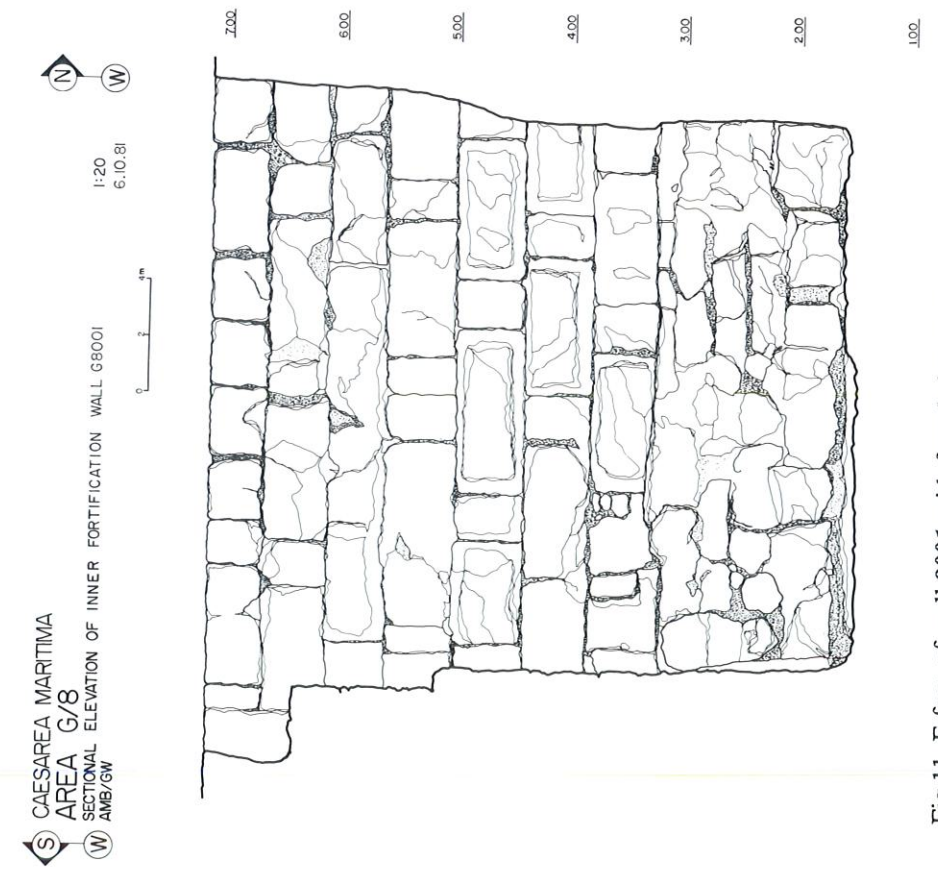 S CAESAREA MARITIMA
AREA G/8
W SECTIONAL ELEVATION OF INNER FORTIFICATION WALL G8001
AMB/GW
0 2 4m
1:20
6.10.81
N
W
7.00
6.00
5.00
4.00
3.00
2.00
1.00